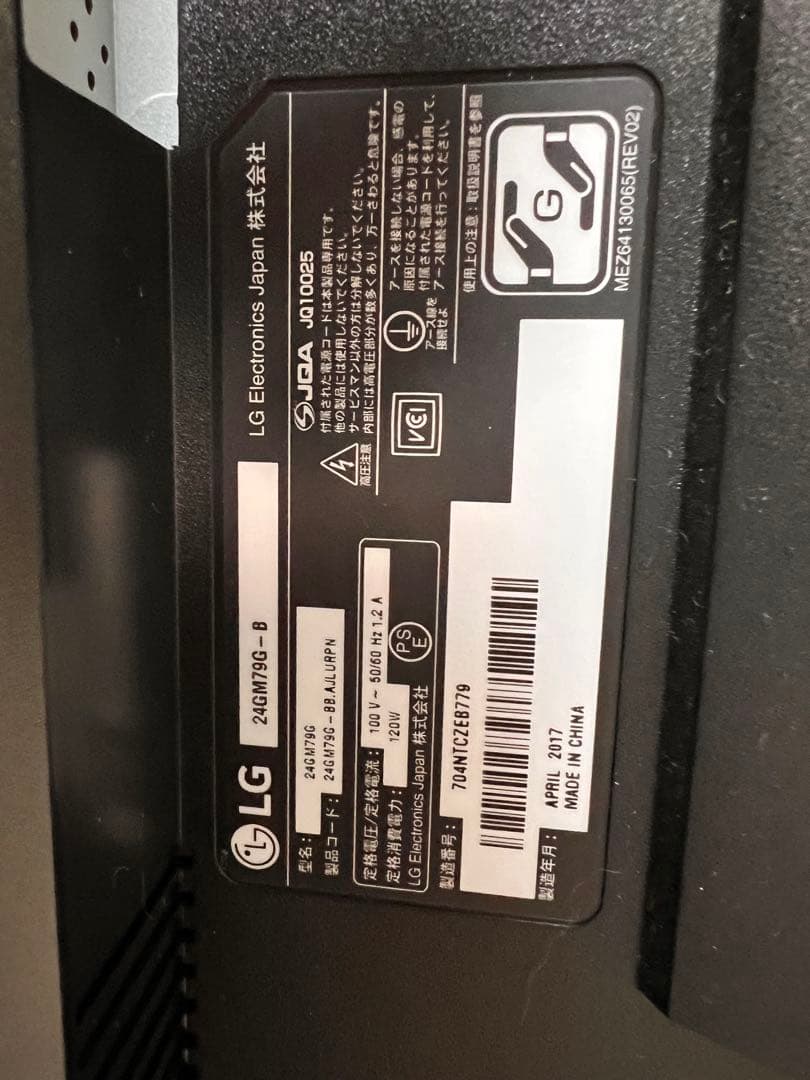 LG 24GM79G-B LG Electronics Japan 株式会社
型名: 24GM79G
製品コード: 24GM79G-BB.AJLURPN
定格電圧/定格電流: 100 V~ 50/60 Hz 1.2 A
定格消費電力: 120W
LG Electronics Japan 株式会社
PS
E
製造番号: 704NTCZEB779
製造年月: APRIL 2017
MADE IN CHINA
JQA JQ10025
付属された電源コードは本製品専用です。
他の製品には使用しないでください。
サービスマン以外の方は分解しないでください。
内部には高電圧部分が数多くあり、万一さわると危険です。
高圧注意
VCI
アース線を
接続せよ
アースを接続しない場合、感電の
原因になることがあります。
付属された電源コードを利用して、
アース接続を行ってください。
使用上の注意:取扱説明書を参照
G
MEZ64130065(REV02)